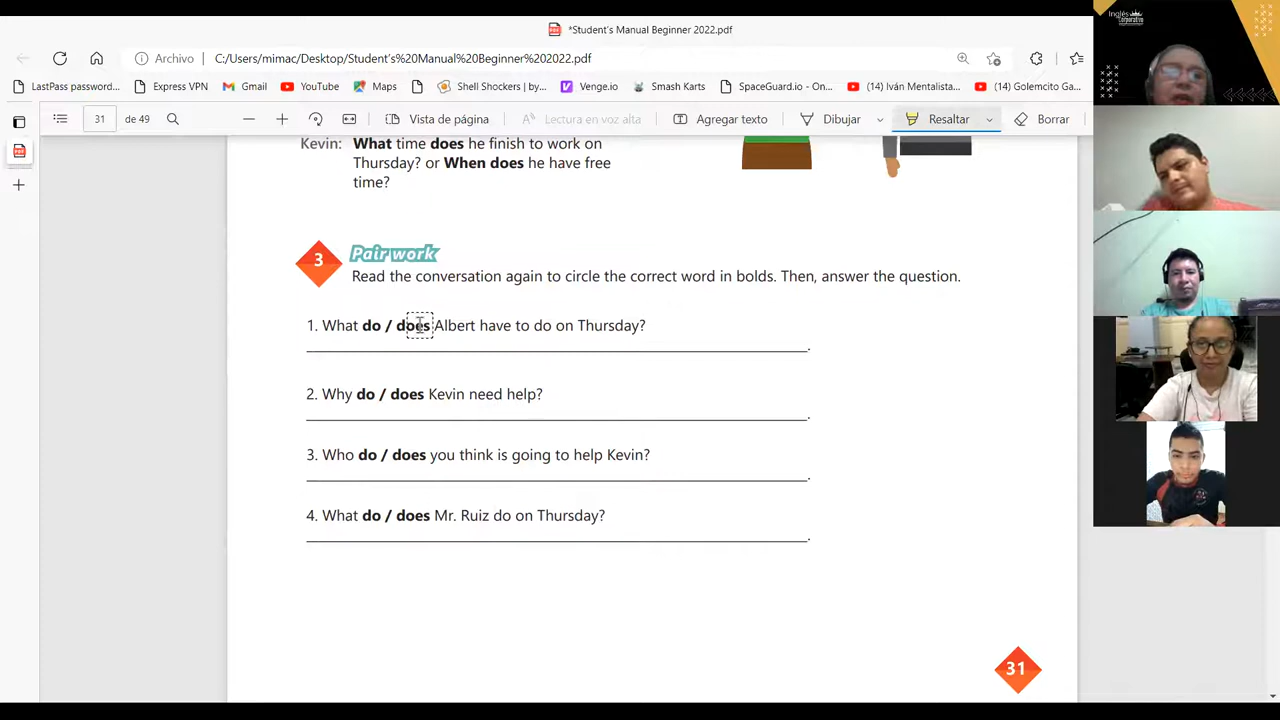 *Student's Manual Beginner 2022.pdf
Archivo C:/Users/mimac/Desktop/Student's%20Manual%20Beginner%202022.pdf
LastPass password... Express VPN Gmail YouTube Maps Shell Shockers | by... Venge.io Smash Karts SpaceGuard.io - On... (14) Iván Mentalista... (14) Golemcito Ga...
31 de 49 Vista de página Lectura en voz alta Agregar texto Dibujar Resaltar Borrar
Kevin: What time does he finish to work on
Thursday? or When does he have free
time?
3 Pair work
Read the conversation again to circle the correct word in bolds. Then, answer the question.
1. What do / does Albert have to do on Thursday?
2. Why do / does Kevin need help?
3. Who do / does you think is going to help Kevin?
4. What do / does Mr. Ruiz do on Thursday?
31
Inglés
Corporativo